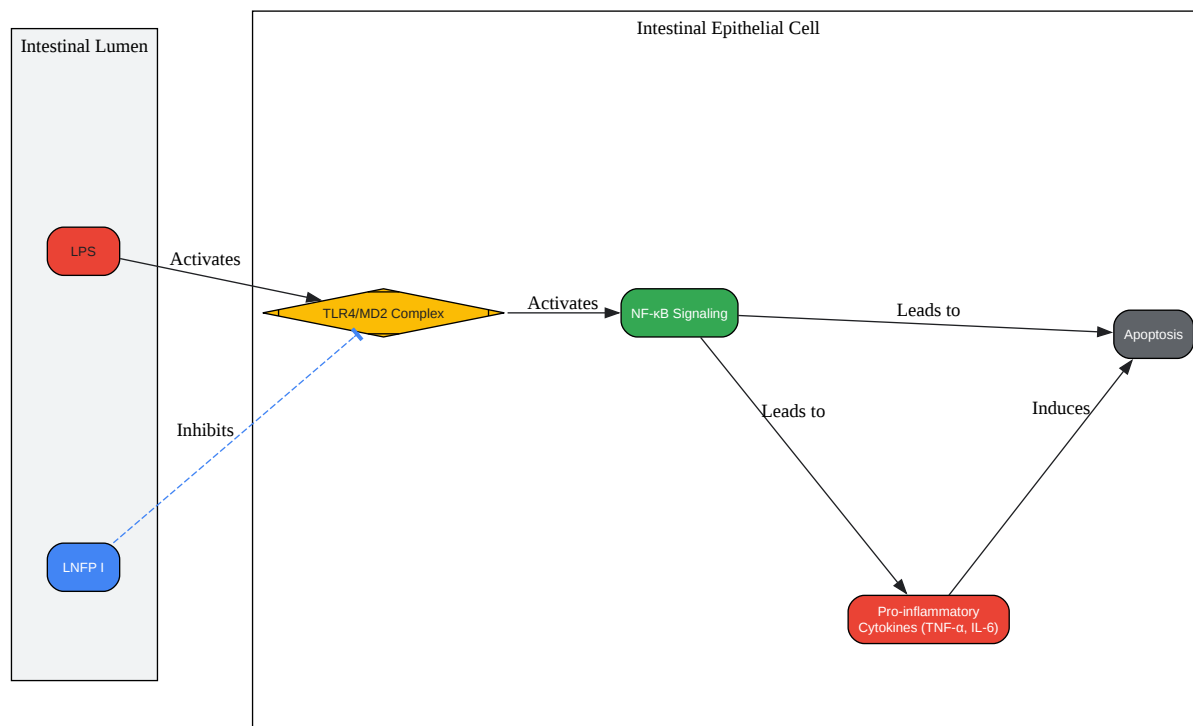 Intestinal Lumen
Intestinal Epithelial Cell
LPS
Activates
TLR4/MD2 Complex
Activates
NF-κB Signaling
Leads to
Apoptosis
Leads to
Induces
Inhibits
LNFP I
Pro-inflammatory
Cytokines (TNF-α, IL-6)